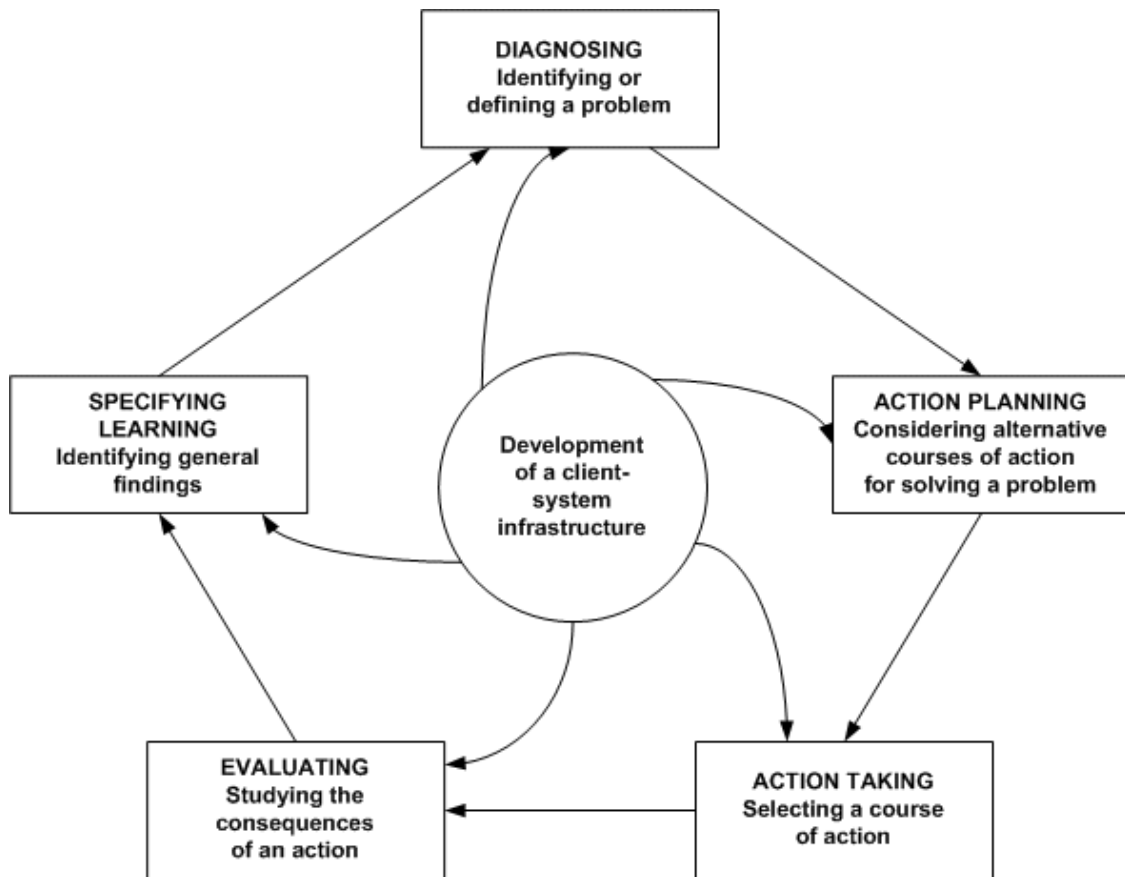 DIAGNOSING
Identifying or
defining a problem
SPECIFYING
LEARNING
Identifying general
findings
Development
of a client-
system
infrastructure
ACTION PLANNING
Considering alternative
courses of action
for solving a problem
EVALUATING
Studying the
consequences
of an action
ACTION TAKING
Selecting a course
of action